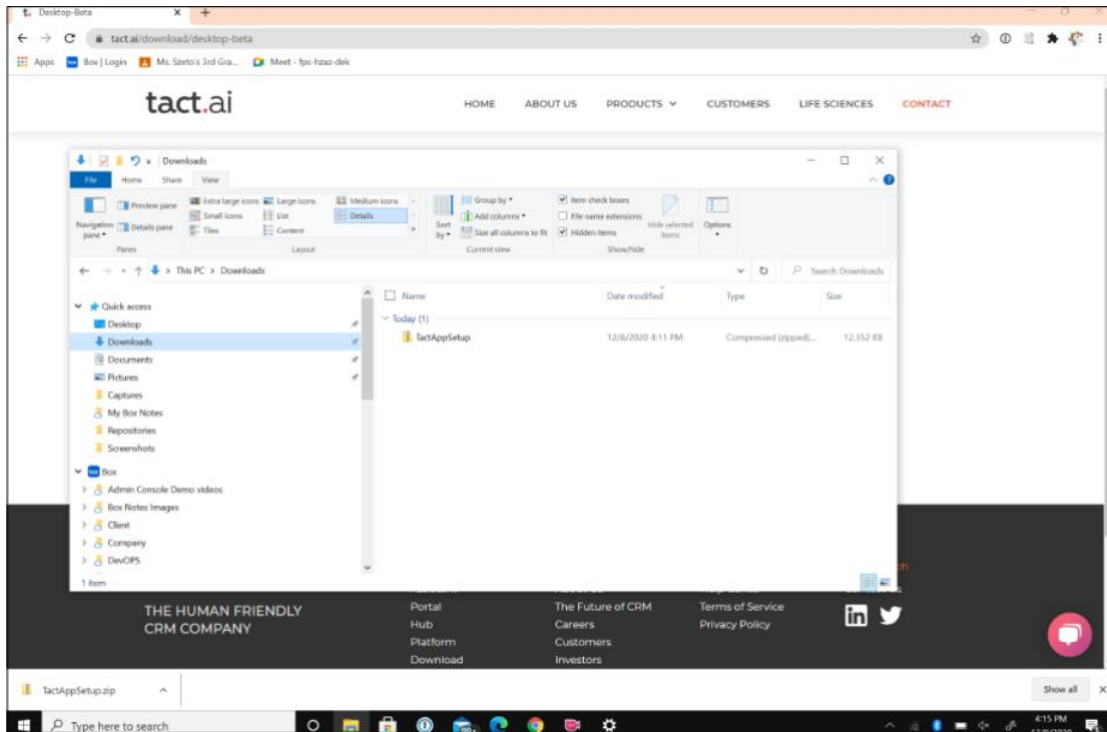 Desktop-Beta
tact.ai/download/desktop-beta
Apps Box | Login Ms. Szeto's 3rd Gra... Meet - fps-hzaz-dek
tact.ai
HOME ABOUT US PRODUCTS CUSTOMERS LIFE SCIENCES CONTACT
Downloads
File Home Share View
Navigation pane
Preview pane
Details pane
Panes
Extra large icons Large icons Medium icons
Small icons List Details
Tiles Content
Layout
Sort by
Group by
Add columns
Size all columns to fit
Current view
Item check boxes
File name extensions
Hidden items
Hide selected items
Show/hide
Options
This PC > Downloads
Search Downloads
Name Date modified Type Size
Quick access
Desktop
Downloads
Documents
Pictures
Captures
My Box Notes
Repositories
Screenshots
Box
Admin Console Demo videos
Box Notes Images
Client
Company
DevOPS
Today (1)
TactAppSetup 12/8/2020 4:11 PM Compressed (zipped)... 12,352 KB
1 item
THE HUMAN FRIENDLY
CRM COMPANY
Portal
Hub
Platform
Download
The Future of CRM
Careers
Customers
Investors
Terms of Service
Privacy Policy
TactAppSetup.zip
Show all
Type here to search
4:15 PM